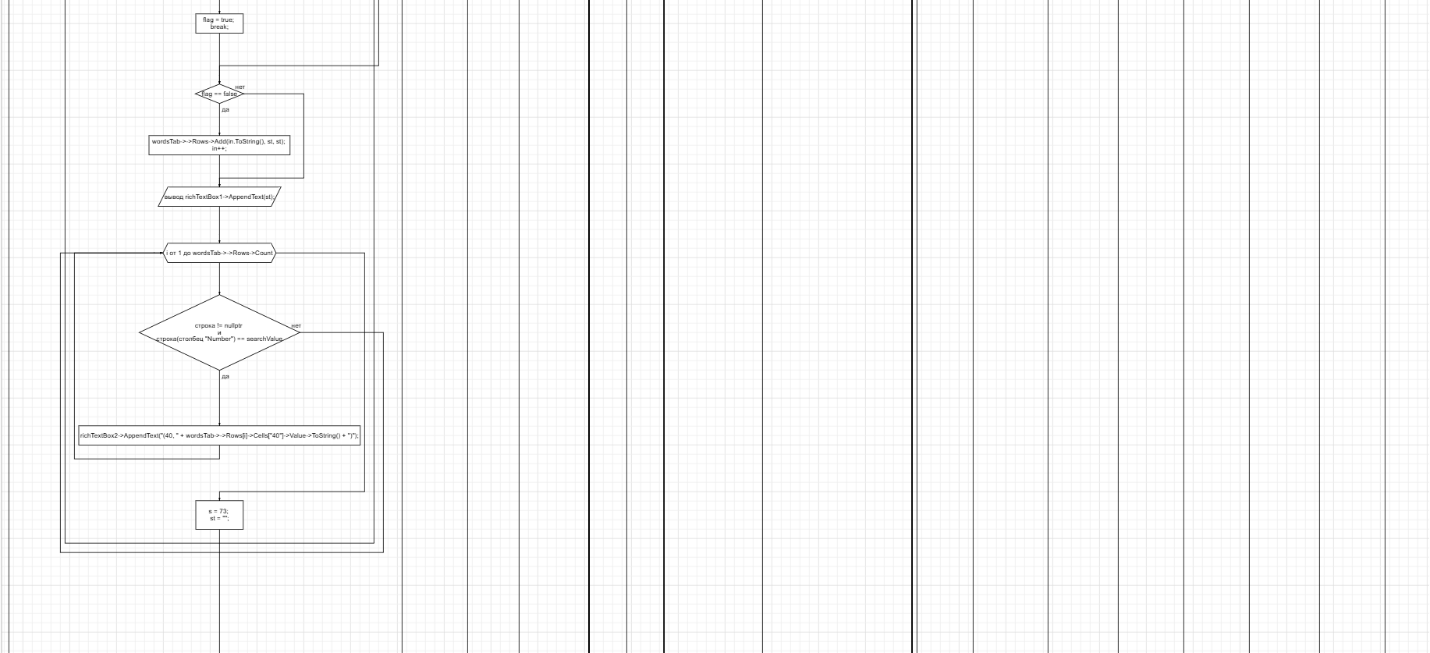 flag = true;
break;
нет
flag == false
да
wordsTab->->Rows->Add(in.ToString(), st, st);
in++;
вывод richTextBox1->AppendText(st);
i от 1 до wordsTab->->Rows->Count
строка != nullptr
и
строка(столбец "Number") == searchValue
нет
да
richTextBox2->AppendText("(40, " + wordsTab->->Rows[i]->Cells["40"]->Value->ToString() + ")");
s = 73;
st = "";